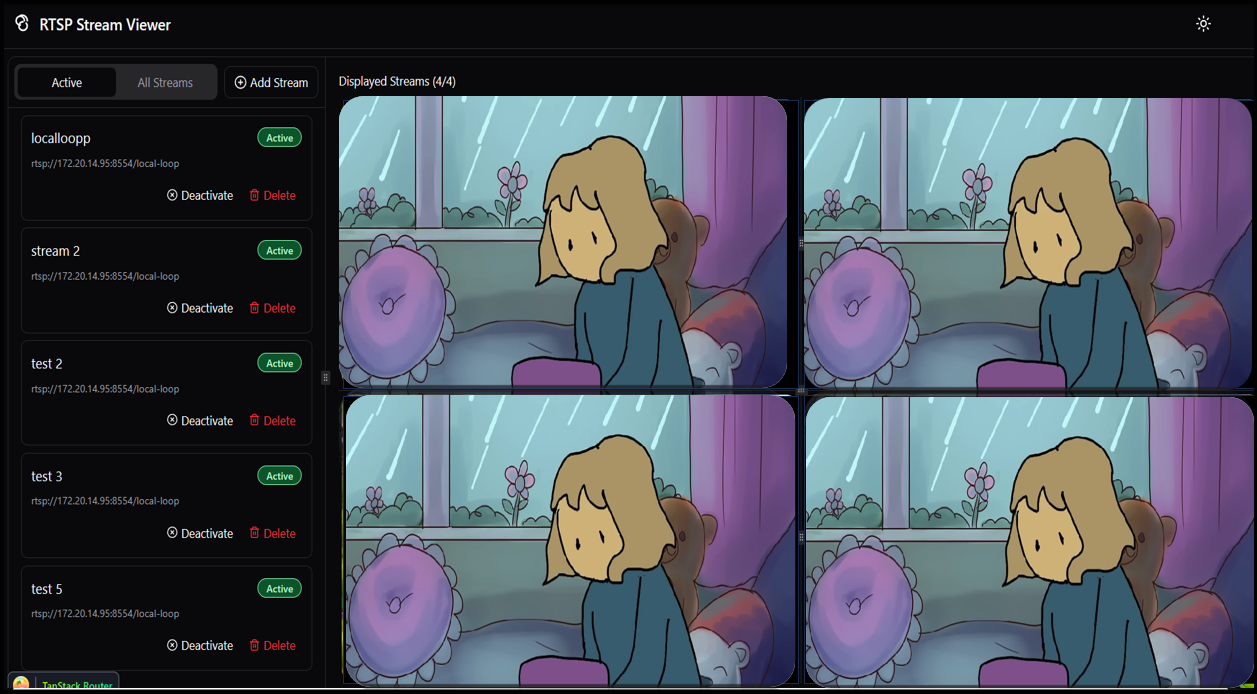 RTSP Stream Viewer
Active
All Streams
Add Stream
Displayed Streams (4/4)
localloopp
Active
rtsp://172.20.14.95:8554/local-loop
Deactivate
Delete
stream 2
Active
rtsp://172.20.14.95:8554/local-loop
Deactivate
Delete
test 2
Active
rtsp://172.20.14.95:8554/local-loop
Deactivate
Delete
test 3
Active
rtsp://172.20.14.95:8554/local-loop
Deactivate
Delete
test 5
Active
rtsp://172.20.14.95:8554/local-loop
Deactivate
Delete
TanStack Router